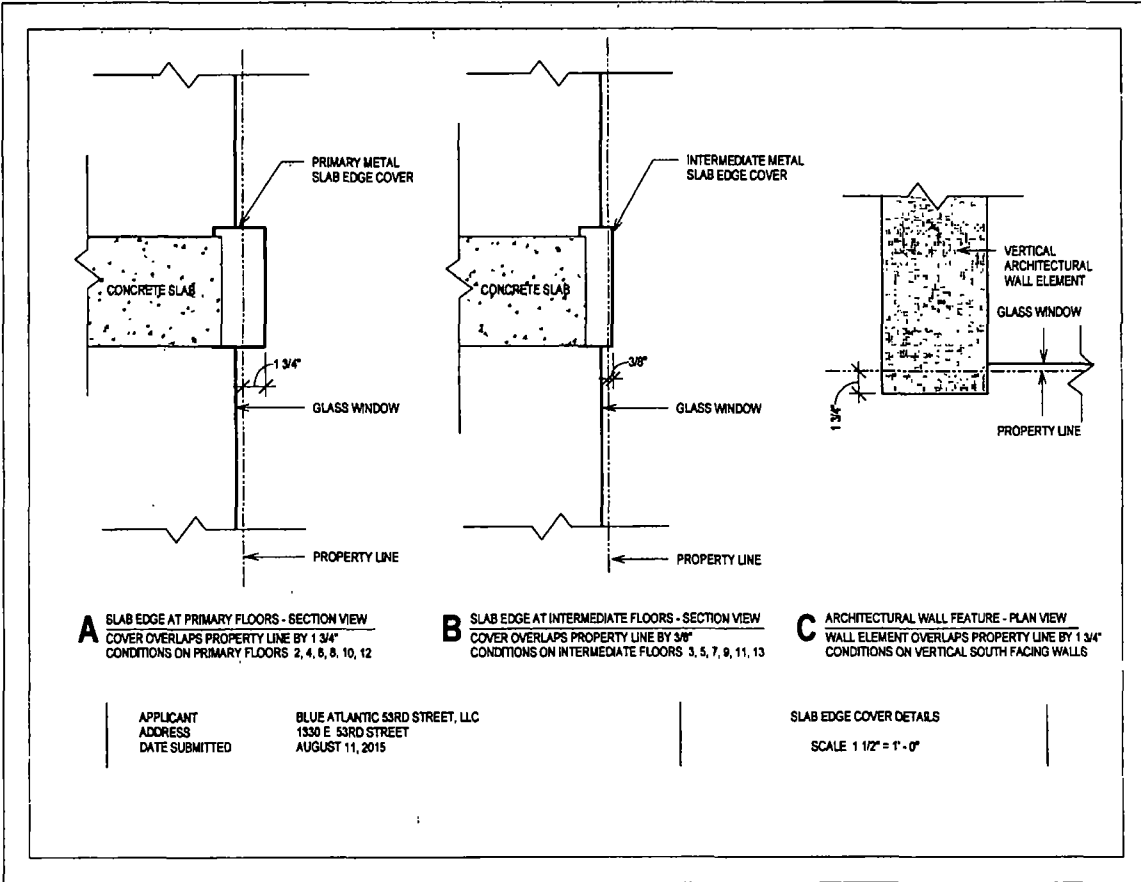 PRIMARY METAL
SLAB EDGE COVER
CONCRETE SLAB
1 3/4"
GLASS WINDOW
PROPERTY LINE
A SLAB EDGE AT PRIMARY FLOORS - SECTION VIEW
COVER OVERLAPS PROPERTY LINE BY 1 3/4"
CONDITIONS ON PRIMARY FLOORS 2, 4, 6, 8, 10, 12
INTERMEDIATE METAL
SLAB EDGE COVER
CONCRETE SLAB
3/8"
GLASS WINDOW
PROPERTY LINE
B SLAB EDGE AT INTERMEDIATE FLOORS - SECTION VIEW
COVER OVERLAPS PROPERTY LINE BY 3/8"
CONDITIONS ON INTERMEDIATE FLOORS 3, 5, 7, 9, 11, 13
VERTICAL
ARCHITECTURAL
WALL ELEMENT
GLASS WINDOW
1 3/4"
PROPERTY LINE
C ARCHITECTURAL WALL FEATURE - PLAN VIEW
WALL ELEMENT OVERLAPS PROPERTY LINE BY 1 3/4"
CONDITIONS ON VERTICAL SOUTH FACING WALLS
APPLICANT BLUE ATLANTIC 53RD STREET, LLC
ADDRESS 1330 E 53RD STREET
DATE SUBMITTED AUGUST 11, 2015
SLAB EDGE COVER DETAILS
SCALE 1 1/2" = 1' - 0"